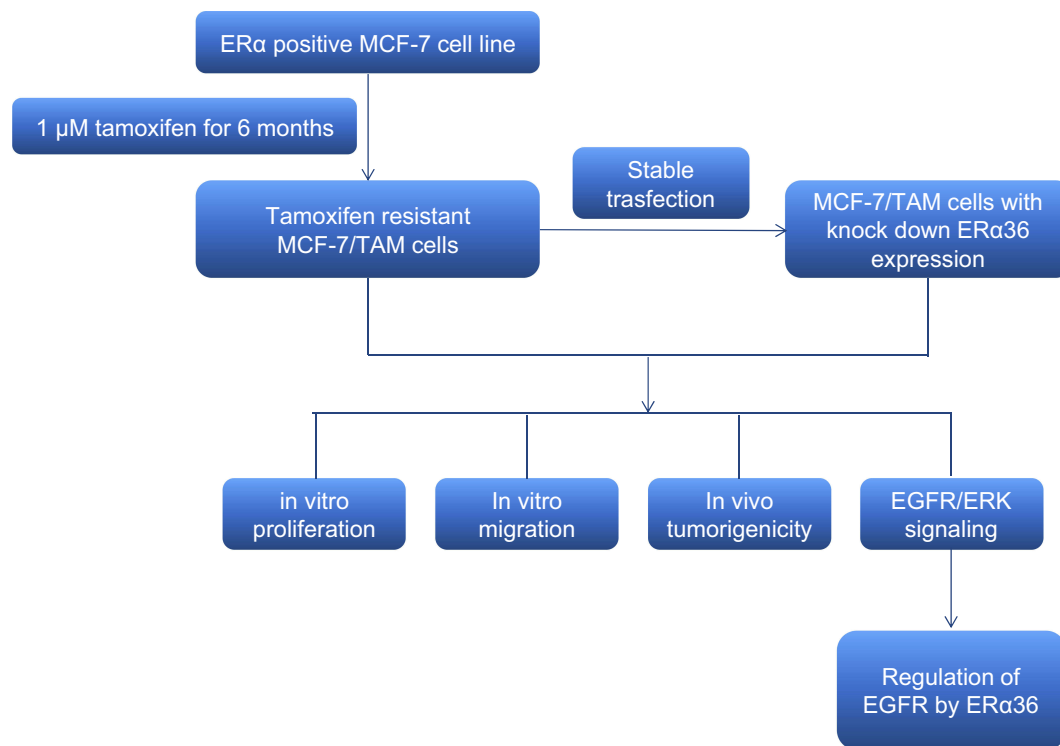 ERα positive MCF-7 cell line
1 µM tamoxifen for 6 months
Stable
trasfection
Tamoxifen resistant
MCF-7/TAM cells
MCF-7/TAM cells with
knock down ERα36
expression
in vitro
proliferation
In vitro
migration
In vivo
tumorigenicity
EGFR/ERK
signaling
Regulation of
EGFR by ERα36